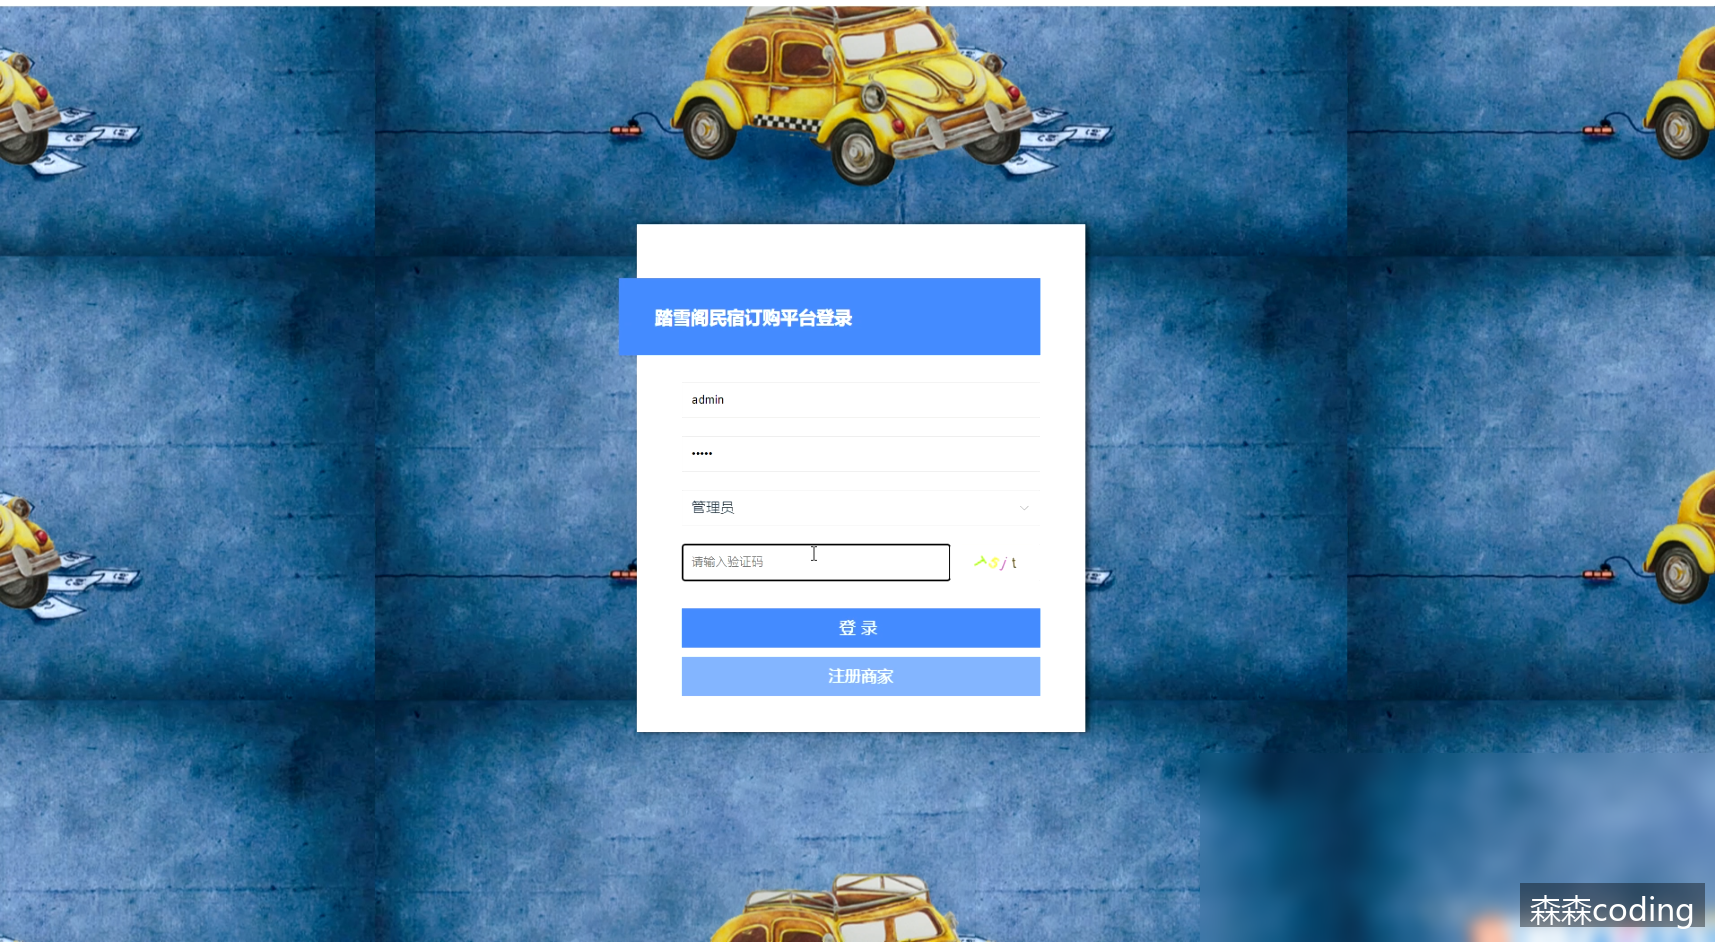 踏雪阁民宿订购平台登录
admin
•••••
管理员
请输入验证码
登 录
注册商家
森森coding